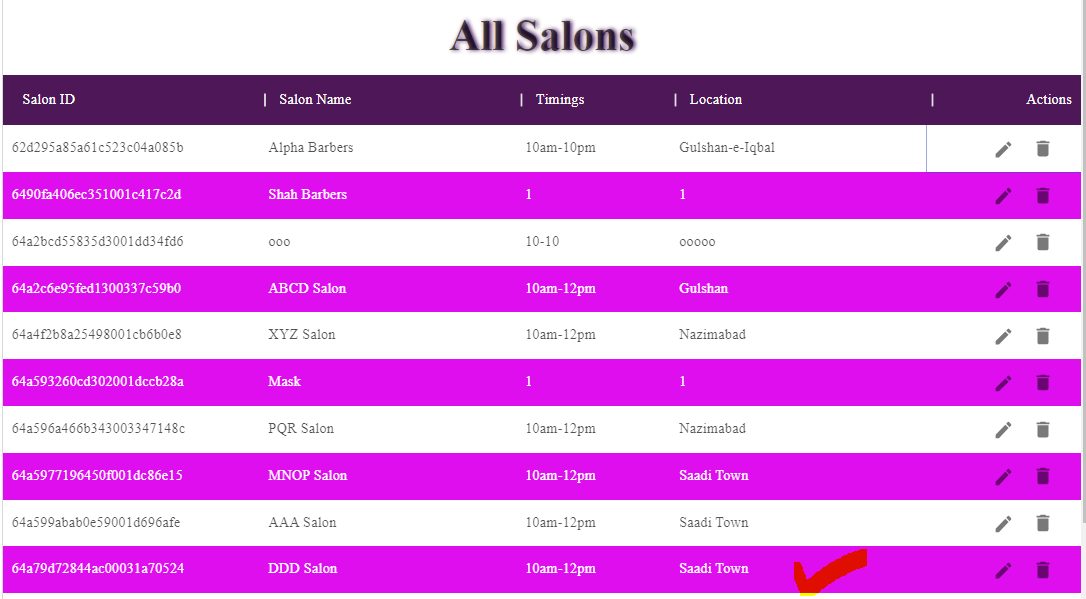 All Salons
Salon ID | Salon Name | Timings | Location | Actions
62d295a85a61c523c04a085b Alpha Barbers 10am-10pm Gulshan-e-Iqbal
6490fa406ec351001c417c2d Shah Barbers 1 1
64a2bcd55835d3001dd34fd6 ooo 10-10 ooooo
64a2c6e95fed1300337c59b0 ABCD Salon 10am-12pm Gulshan
64a4f2b8a25498001cb6b0e8 XYZ Salon 10am-12pm Nazimabad
64a593260cd302001dccb28a Mask 1 1
64a596a466b343003347148c PQR Salon 10am-12pm Nazimabad
64a5977196450f001dc86e15 MNOP Salon 10am-12pm Saadi Town
64a599abab0e59001d696afe AAA Salon 10am-12pm Saadi Town
64a79d72844ac00031a70524 DDD Salon 10am-12pm Saadi Town